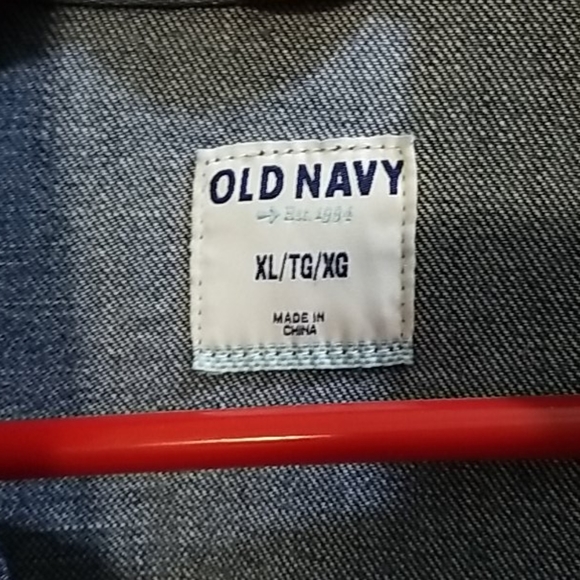 OLD NAVY
Est. 1994
XL/TG/XG
MADE IN
CHINA